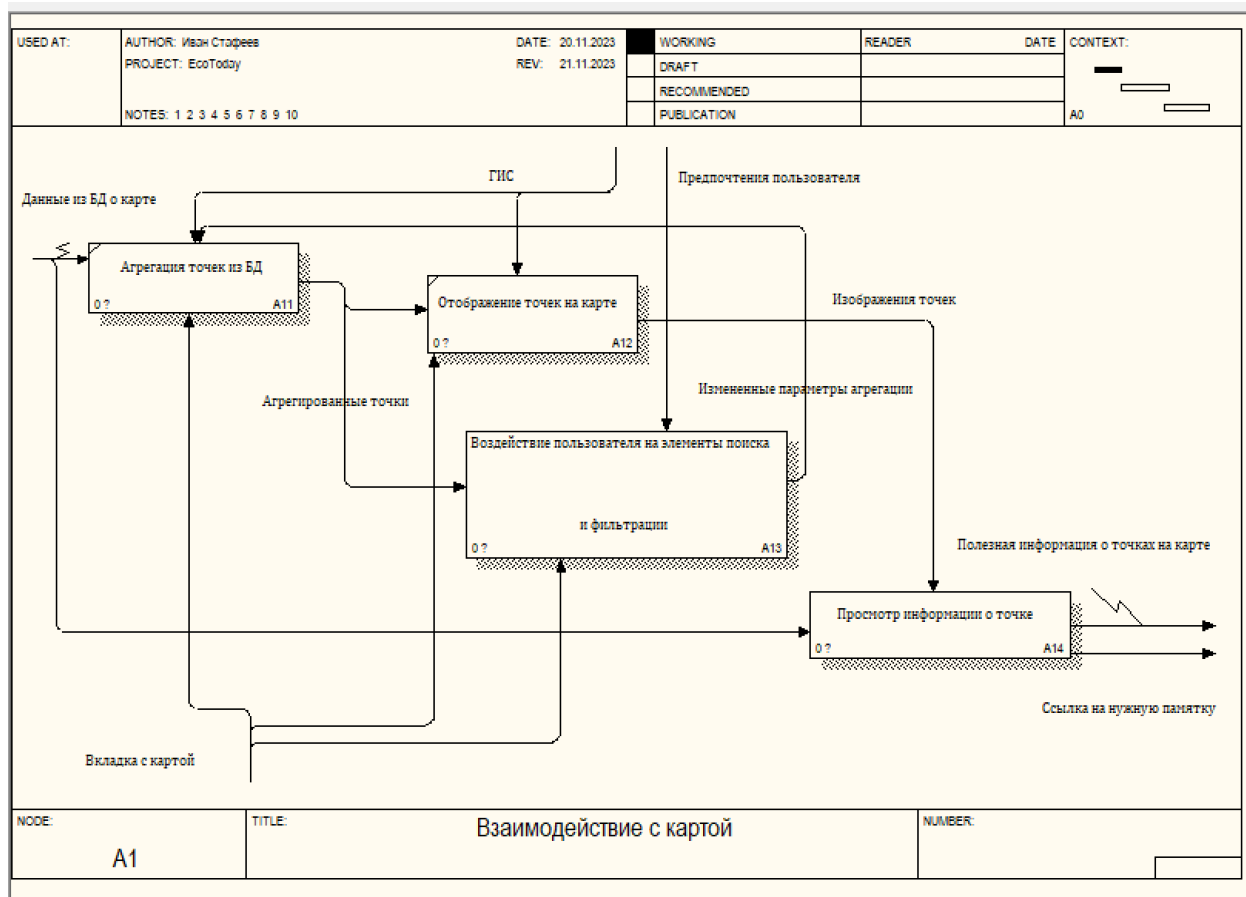 USED AT:
AUTHOR: Иван Стафеев
DATE: 20.11.2023
WORKING
READER
DATE
CONTEXT:
PROJECT: EcoToday
REV: 21.11.2023
DRAFT
RECOMMENDED
NOTES: 1 2 3 4 5 6 7 8 9 10
PUBLICATION
A0
ГИС
Предпочтения пользователя
Данные из БД о карте
Агрегация точек из БД
0 ?
A11
Отображение точек на карте
0 ?
A12
Изображения точек
Измененные параметры агрегации
Агрегированные точки
Воздействие пользователя на элементы поиска
и фильтрации
0 ?
A13
Полезная информация о точках на карте
Просмотр информации о точке
0 ?
A14
Ссылка на нужную памятку
Вкладка с картой
NODE:
A1
TITLE:
Взаимодействие с картой
NUMBER: